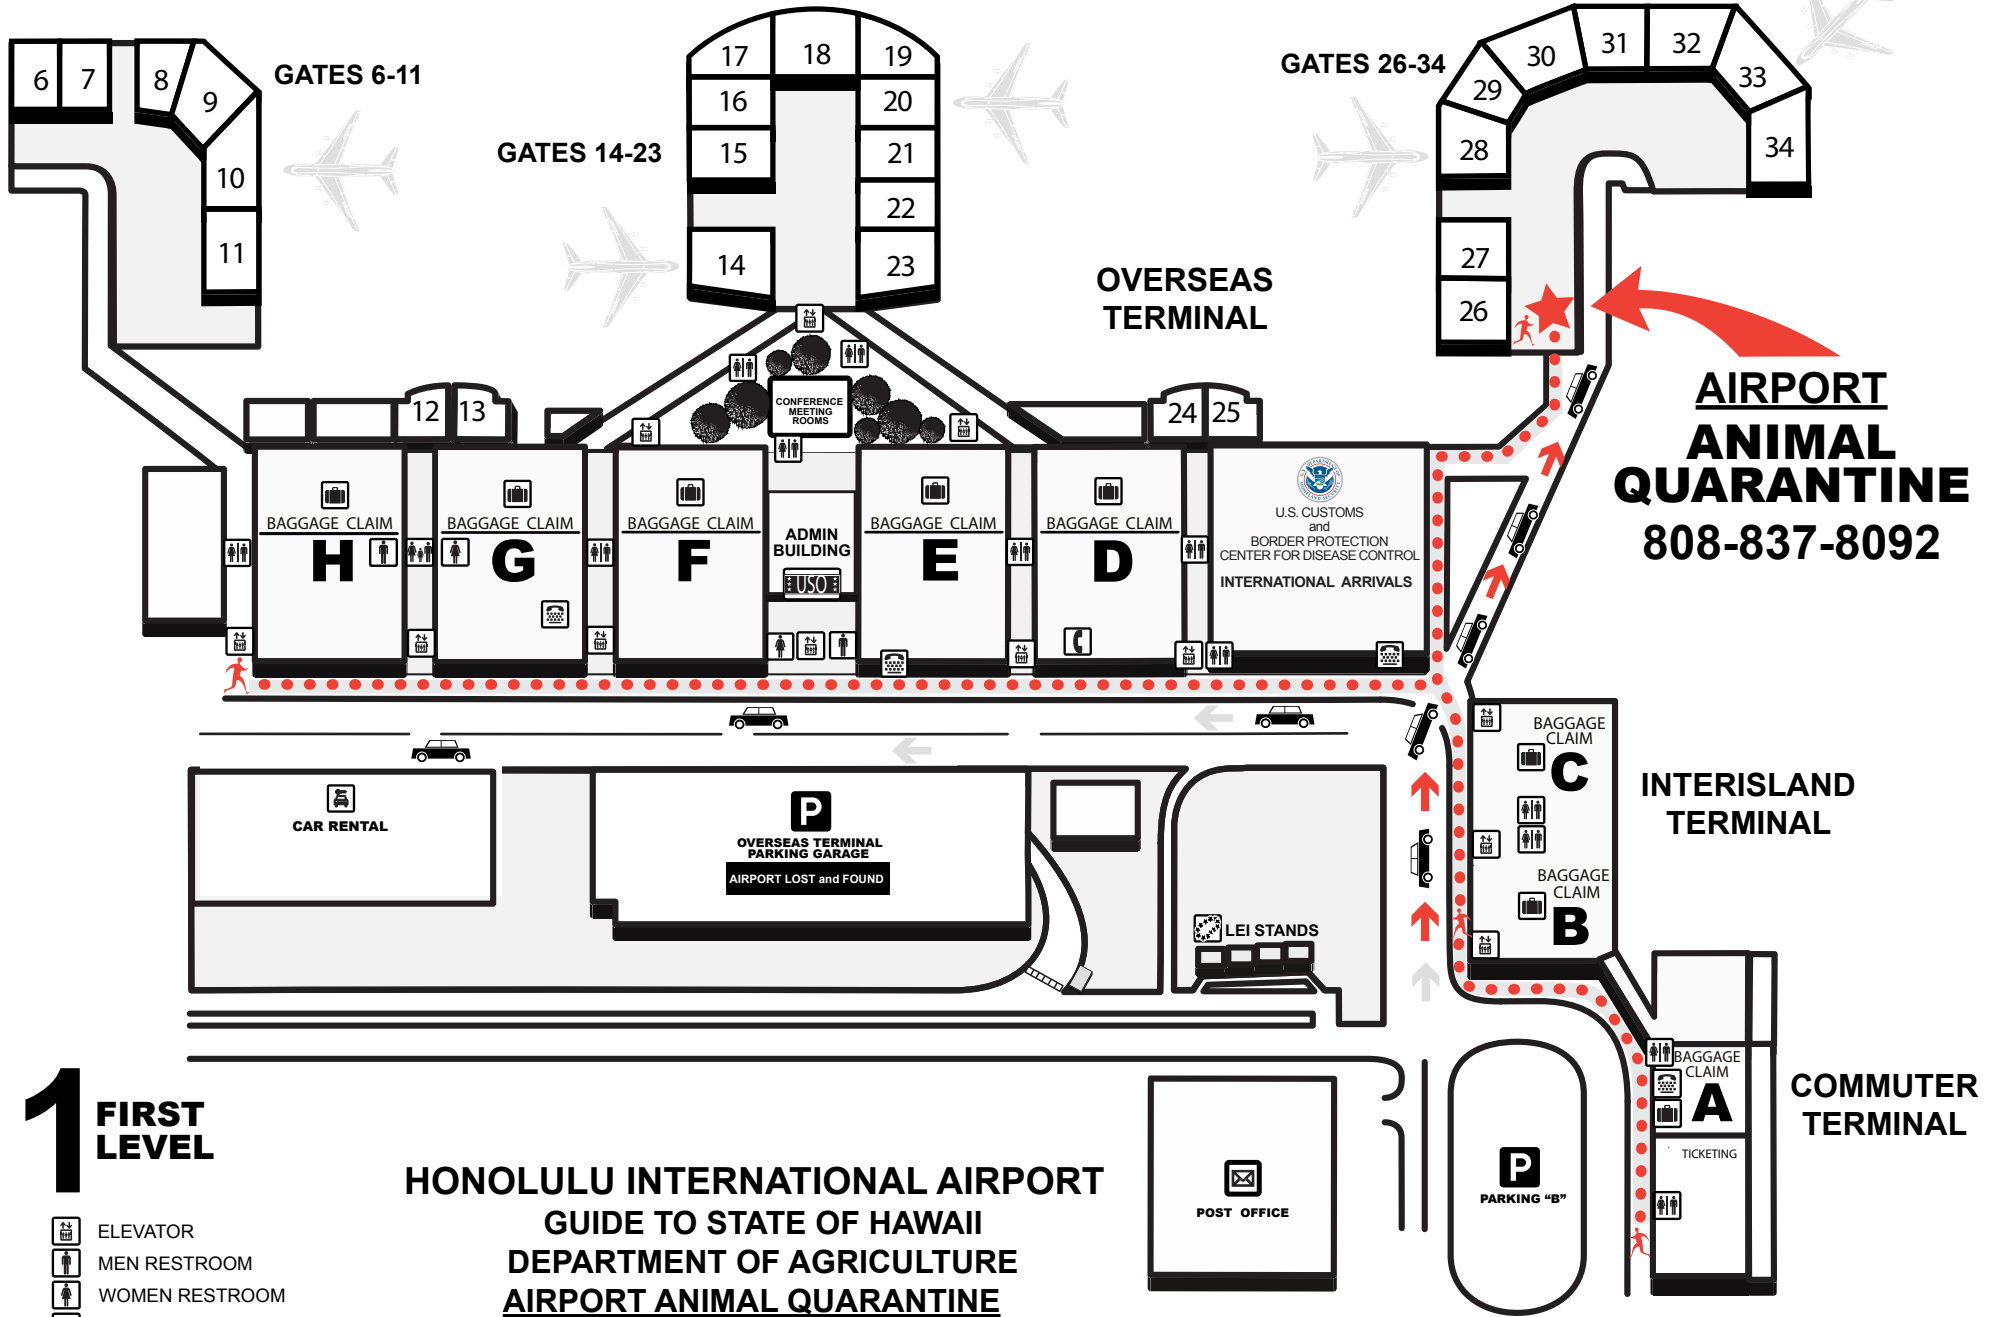 6
7
8
9
10
11
GATES 6-11
17
18
19
16
20
15
21
22
14
23
GATES 14-23
GATES 26-34
30
31
32
29
33
28
34
27
26
OVERSEAS
TERMINAL
AIRPORT
ANIMAL
QUARANTINE
808-837-8092
12
13
24
25
CONFERENCE
MEETING
ROOMS
BAGGAGE CLAIM
H
BAGGAGE CLAIM
G
BAGGAGE CLAIM
F
ADMIN
BUILDING
USO
BAGGAGE CLAIM
E
BAGGAGE CLAIM
D
U.S. CUSTOMS
and
BORDER PROTECTION
CENTER FOR DISEASE CONTROL
INTERNATIONAL ARRIVALS
BAGGAGE
CLAIM
C
BAGGAGE
CLAIM
B
INTERISLAND
TERMINAL
CAR RENTAL
P
OVERSEAS TERMINAL
PARKING GARAGE
AIRPORT LOST and FOUND
LEI STANDS
BAGGAGE
CLAIM
A
TICKETING
COMMUTER
TERMINAL
P
PARKING “B”
POST OFFICE
1 FIRST
LEVEL
ELEVATOR
MEN RESTROOM
WOMEN RESTROOM
HONOLULU INTERNATIONAL AIRPORT
GUIDE TO STATE OF HAWAII
DEPARTMENT OF AGRICULTURE
AIRPORT ANIMAL QUARANTINE